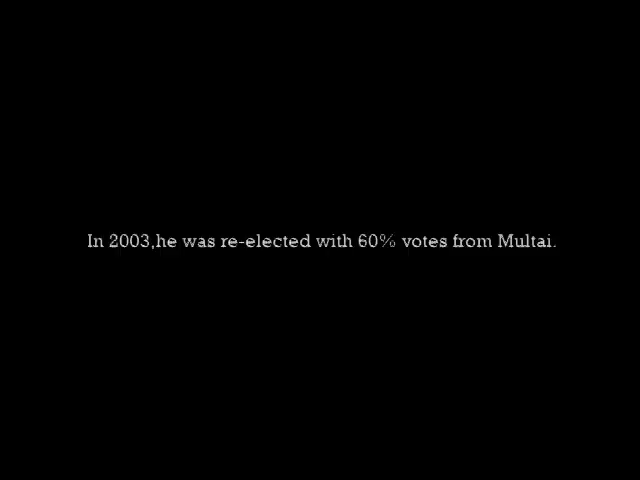 In 2003,he was re-elected with 60% votes from Multai.